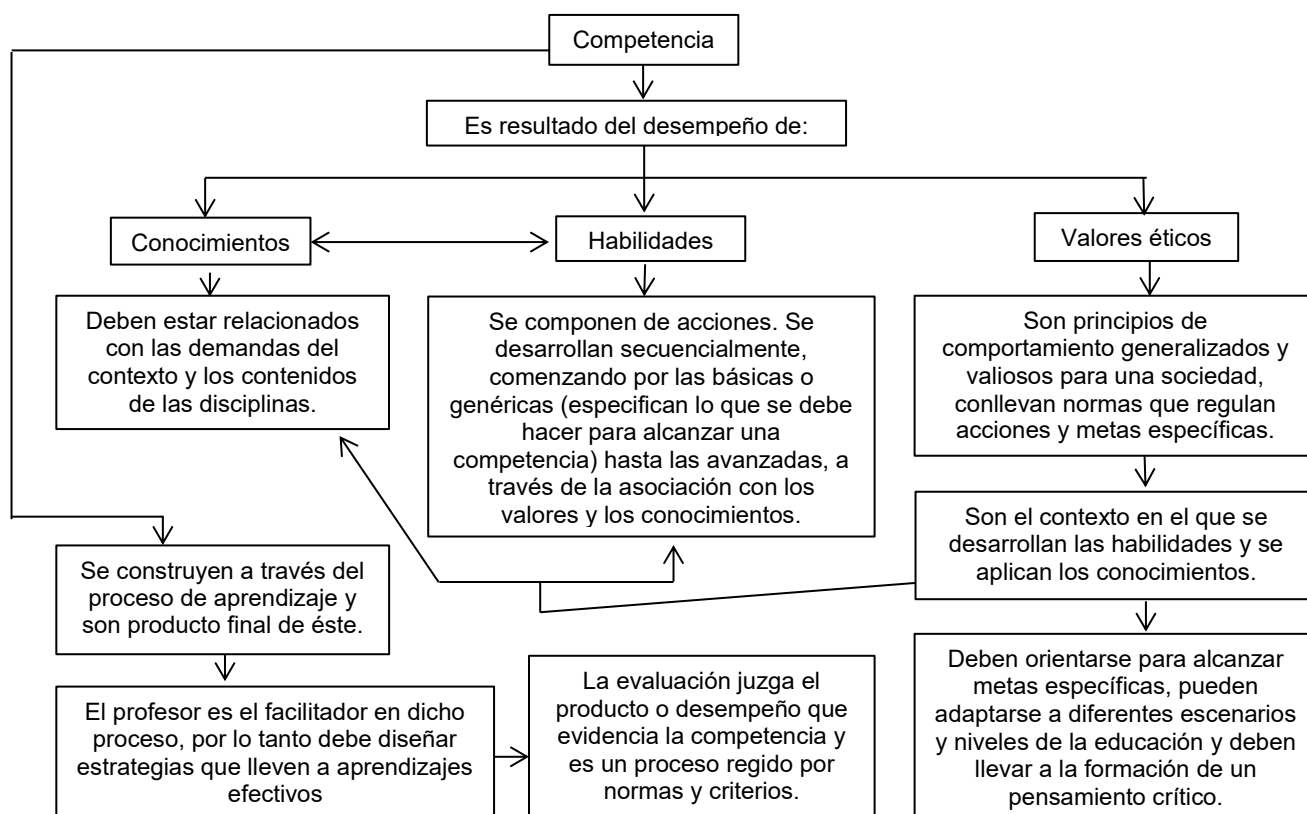 Competencia
Es resultado del desempeño de:
Conocimientos
Habilidades
Valores éticos
Deben estar relacionados
con las demandas del
contexto y los contenidos
de las disciplinas.
Se componen de acciones. Se
desarrollan secuencialmente,
comenzando por las básicas o
genéricas (especifican lo que se debe
hacer para alcanzar una
competencia) hasta las avanzadas, a
través de la asociación con los
valores y los conocimientos.
Son principios de
comportamiento generalizados y
valiosos para una sociedad,
conllevan normas que regulan
acciones y metas específicas.
Son el contexto en el que se
desarrollan las habilidades y se
aplican los conocimientos.
Se construyen a través del
proceso de aprendizaje y
son producto final de éste.
Deben orientarse para alcanzar
metas específicas, pueden
adaptarse a diferentes escenarios
y niveles de la educación y deben
llevar a la formación de un
pensamiento crítico.
El profesor es el facilitador en dicho
proceso, por lo tanto debe diseñar
estrategias que lleven a aprendizajes
efectivos
La evaluación juzga el
producto o desempeño que
evidencia la competencia y
es un proceso regido por
normas y criterios.